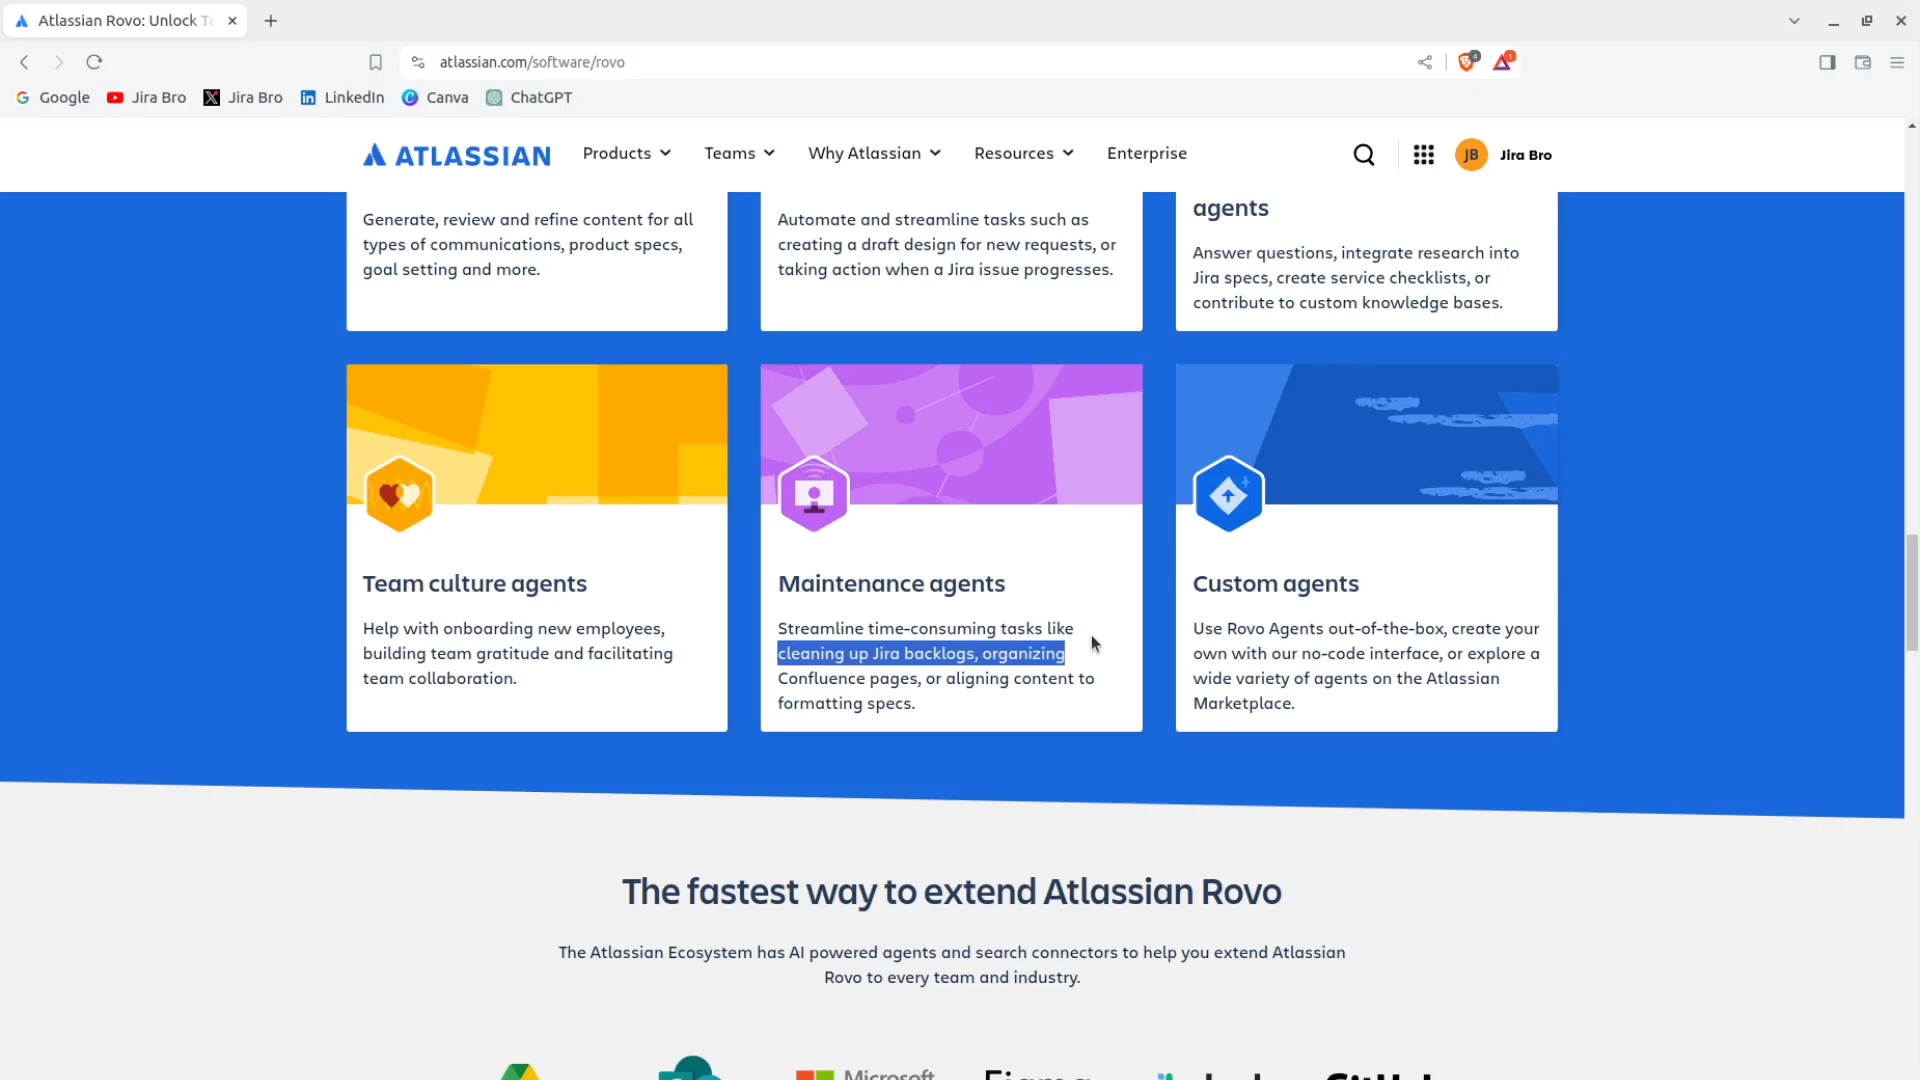 Atlassian Rovo: Unlock Te
atlassian.com/software/rovo
4
1
Google
Jira Bro
Jira Bro
LinkedIn
Canva
ChatGPT
ATLASSIAN
Products
Teams
Why Atlassian
Resources
Enterprise
JB
Jira Bro
Generate, review and refine content for all
types of communications, product specs,
goal setting and more.
Automate and streamline tasks such as
creating a draft design for new requests, or
taking action when a Jira issue progresses.
agents
Answer questions, integrate research into
Jira specs, create service checklists, or
contribute to custom knowledge bases.
Team culture agents
Help with onboarding new employees,
building team gratitude and facilitating
team collaboration.
Maintenance agents
Streamline time-consuming tasks like
cleaning up Jira backlogs, organizing
Confluence pages, or aligning content to
formatting specs.
Custom agents
Use Rovo Agents out-of-the-box, create your
own with our no-code interface, or explore a
wide variety of agents on the Atlassian
Marketplace.
The fastest way to extend Atlassian Rovo
The Atlassian Ecosystem has AI powered agents and search connectors to help you extend Atlassian
Rovo to every team and industry.
Microsoft
Figma
GitHub